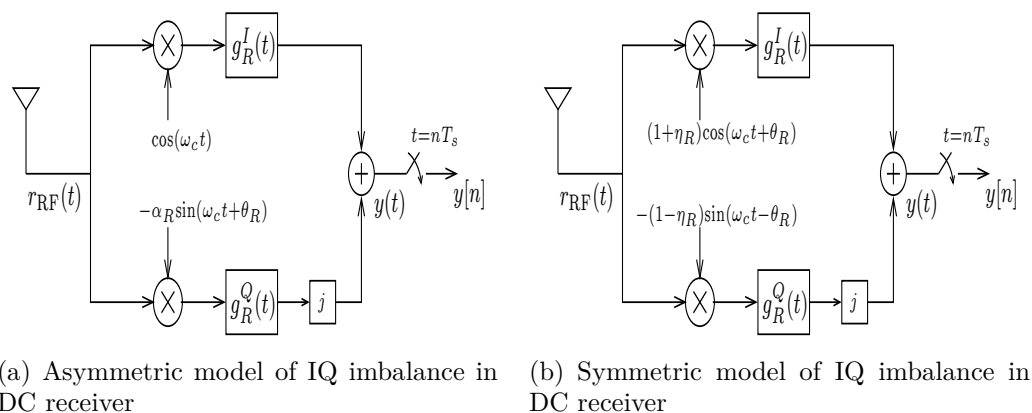 g_R^I(t)
cos(ω_c t)
t=nT_s
r_RF(t)
+
y(t)
y[n]
-α_R sin(ω_c t+θ_R)
g_R^Q(t)
j
(a) Asymmetric model of IQ imbalance in
DC receiver
g_R^I(t)
(1+η_R)cos(ω_c t+θ_R)
t=nT_s
r_RF(t)
+
y(t)
y[n]
-(1-η_R)sin(ω_c t-θ_R)
g_R^Q(t)
j
(b) Symmetric model of IQ imbalance in
DC receiver